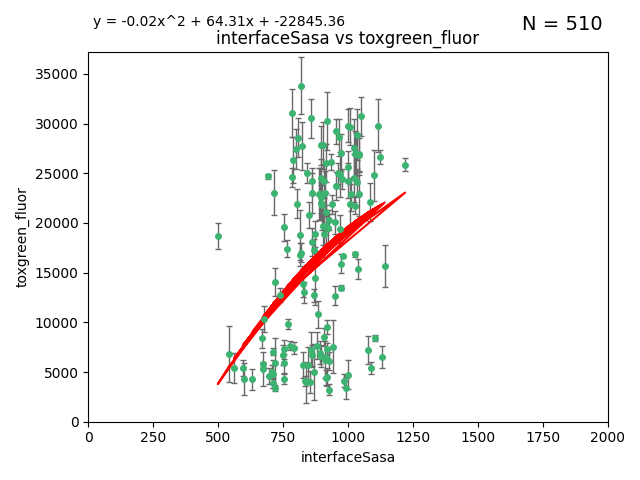 y = -0.02x^2 + 64.31x + -22845.36
N = 510
interfaceSasa vs toxgreen_fluor
35000
30000
25000
20000
15000
10000
5000
0
toxgreen_fluor
0 250 500 750 1000 1250 1500 1750 2000
interfaceSasa